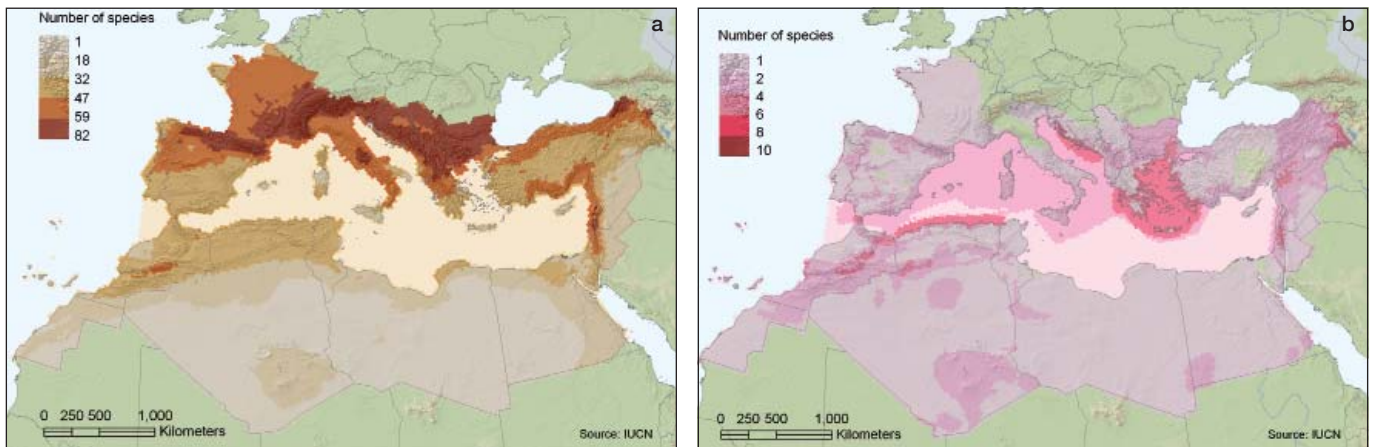 a
Number of species
1
18
32
47
59
82
0 250 500 1,000
Kilometers
Source: IUCN
b
Number of species
1
2
4
6
8
10
0 250 500 1,000
Kilometers
Source: IUCN